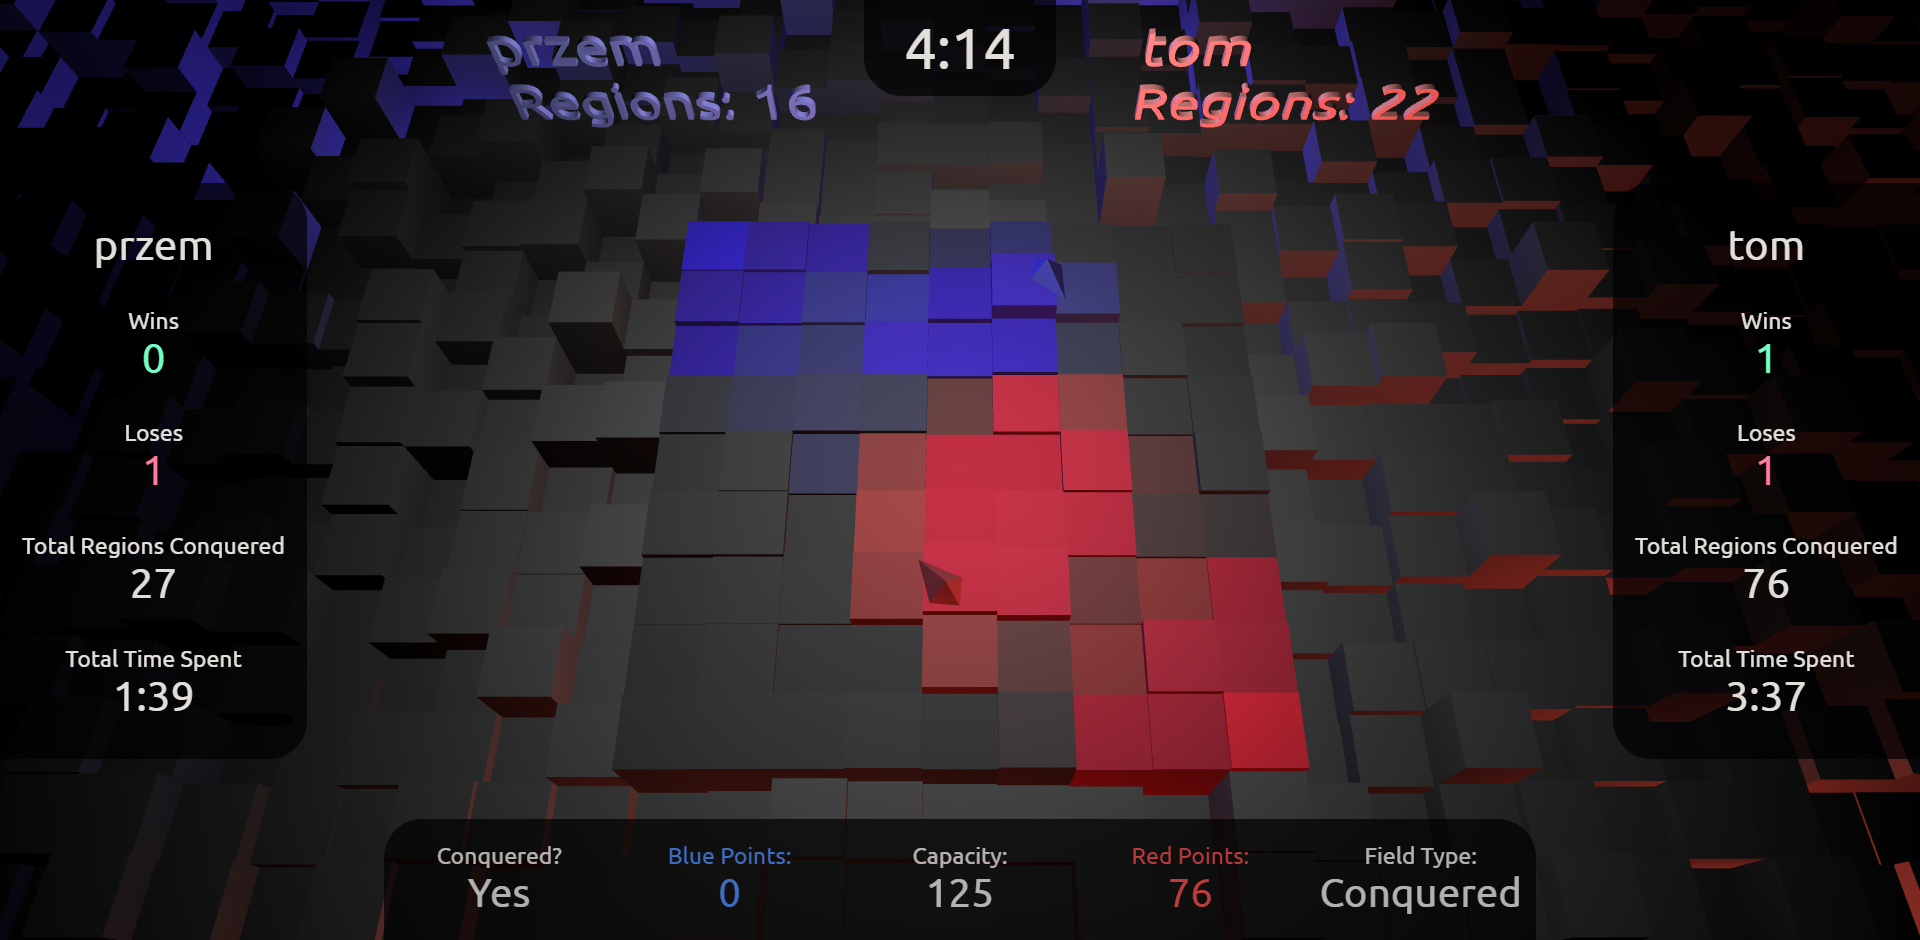 przem
Regions: 16
4:14
tom
Regions: 22
przem
Wins
0
Loses
1
Total Regions Conquered
27
Total Time Spent
1:39
tom
Wins
1
Loses
1
Total Regions Conquered
76
Total Time Spent
3:37
Conquered?
Yes
Blue Points:
0
Capacity:
125
Red Points:
76
Field Type:
Conquered